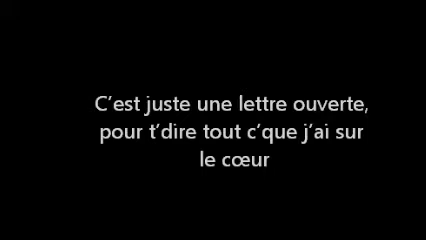 C’est juste une lettre ouverte,
pour t’dire tout c’que j’ai sur
le cœur